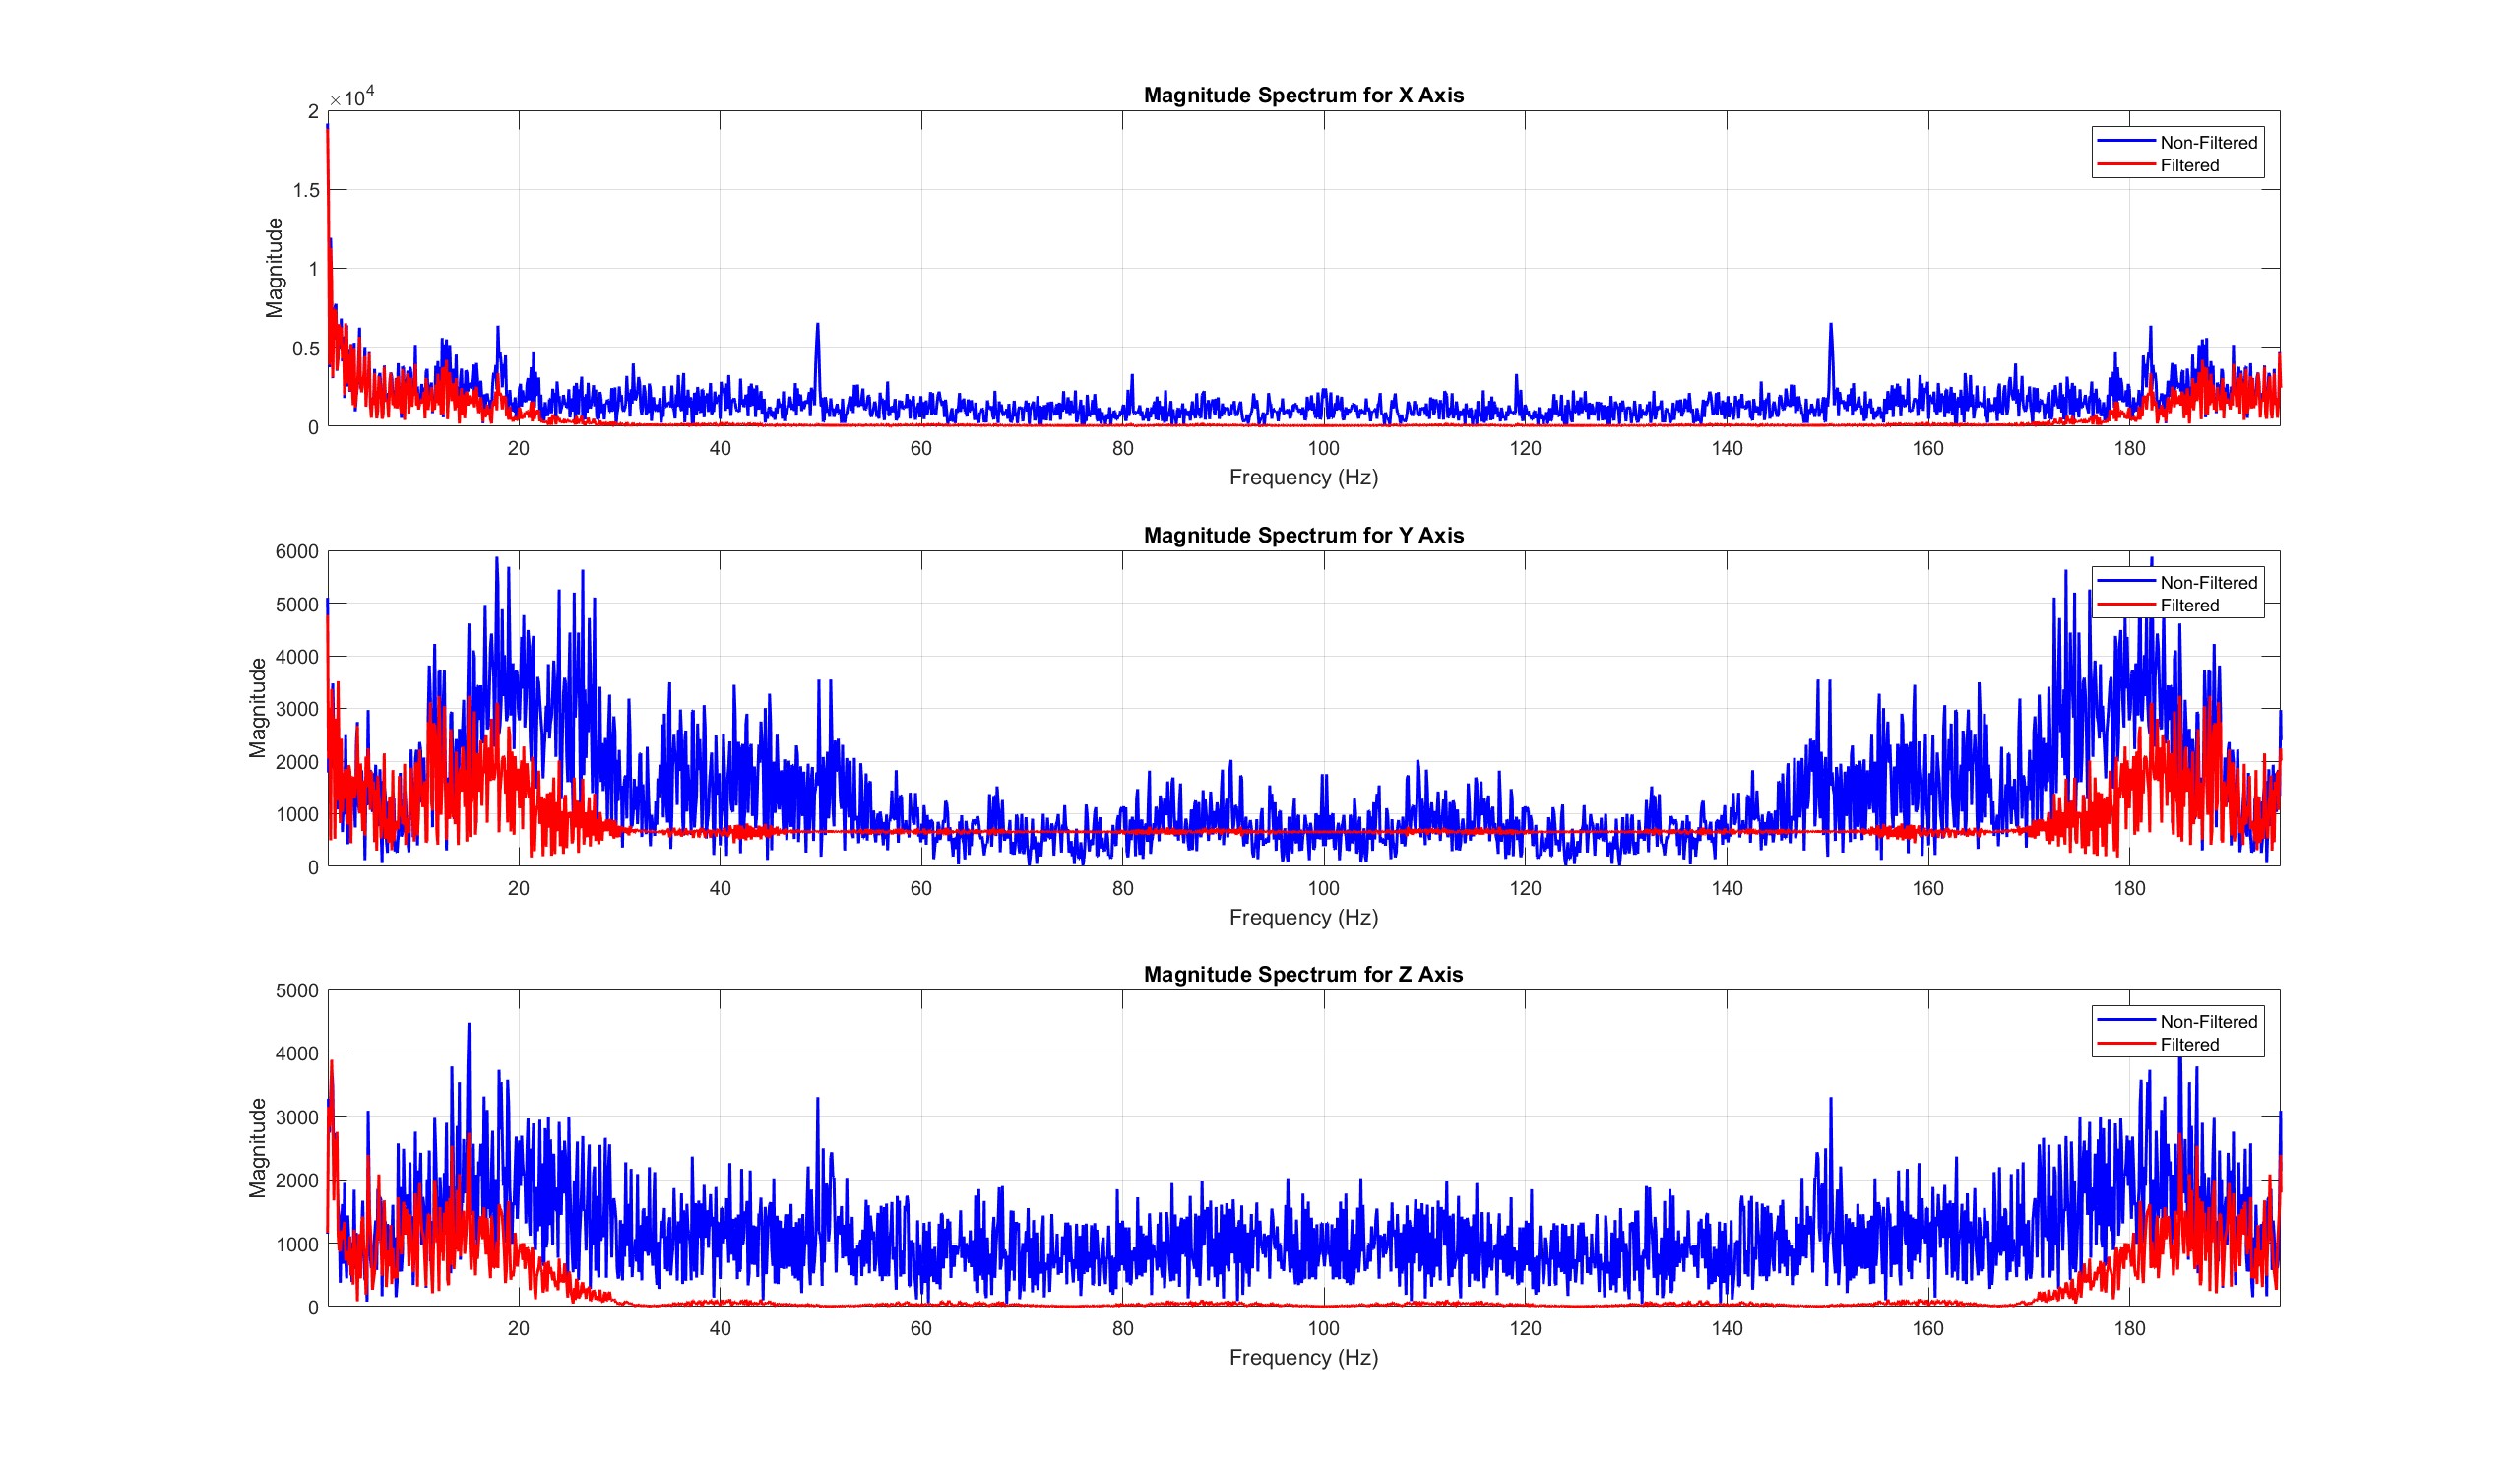 Magnitude Spectrum for X Axis
×10^4
2
1.5
1
0.5
0
Magnitude
Non-Filtered
Filtered
20 40 60 80 100 120 140 160 180
Frequency (Hz)
Magnitude Spectrum for Y Axis
6000
5000
4000
3000
2000
1000
0
Magnitude
Non-Filtered
Filtered
20 40 60 80 100 120 140 160 180
Frequency (Hz)
Magnitude Spectrum for Z Axis
5000
4000
3000
2000
1000
0
Magnitude
Non-Filtered
Filtered
20 40 60 80 100 120 140 160 180
Frequency (Hz)